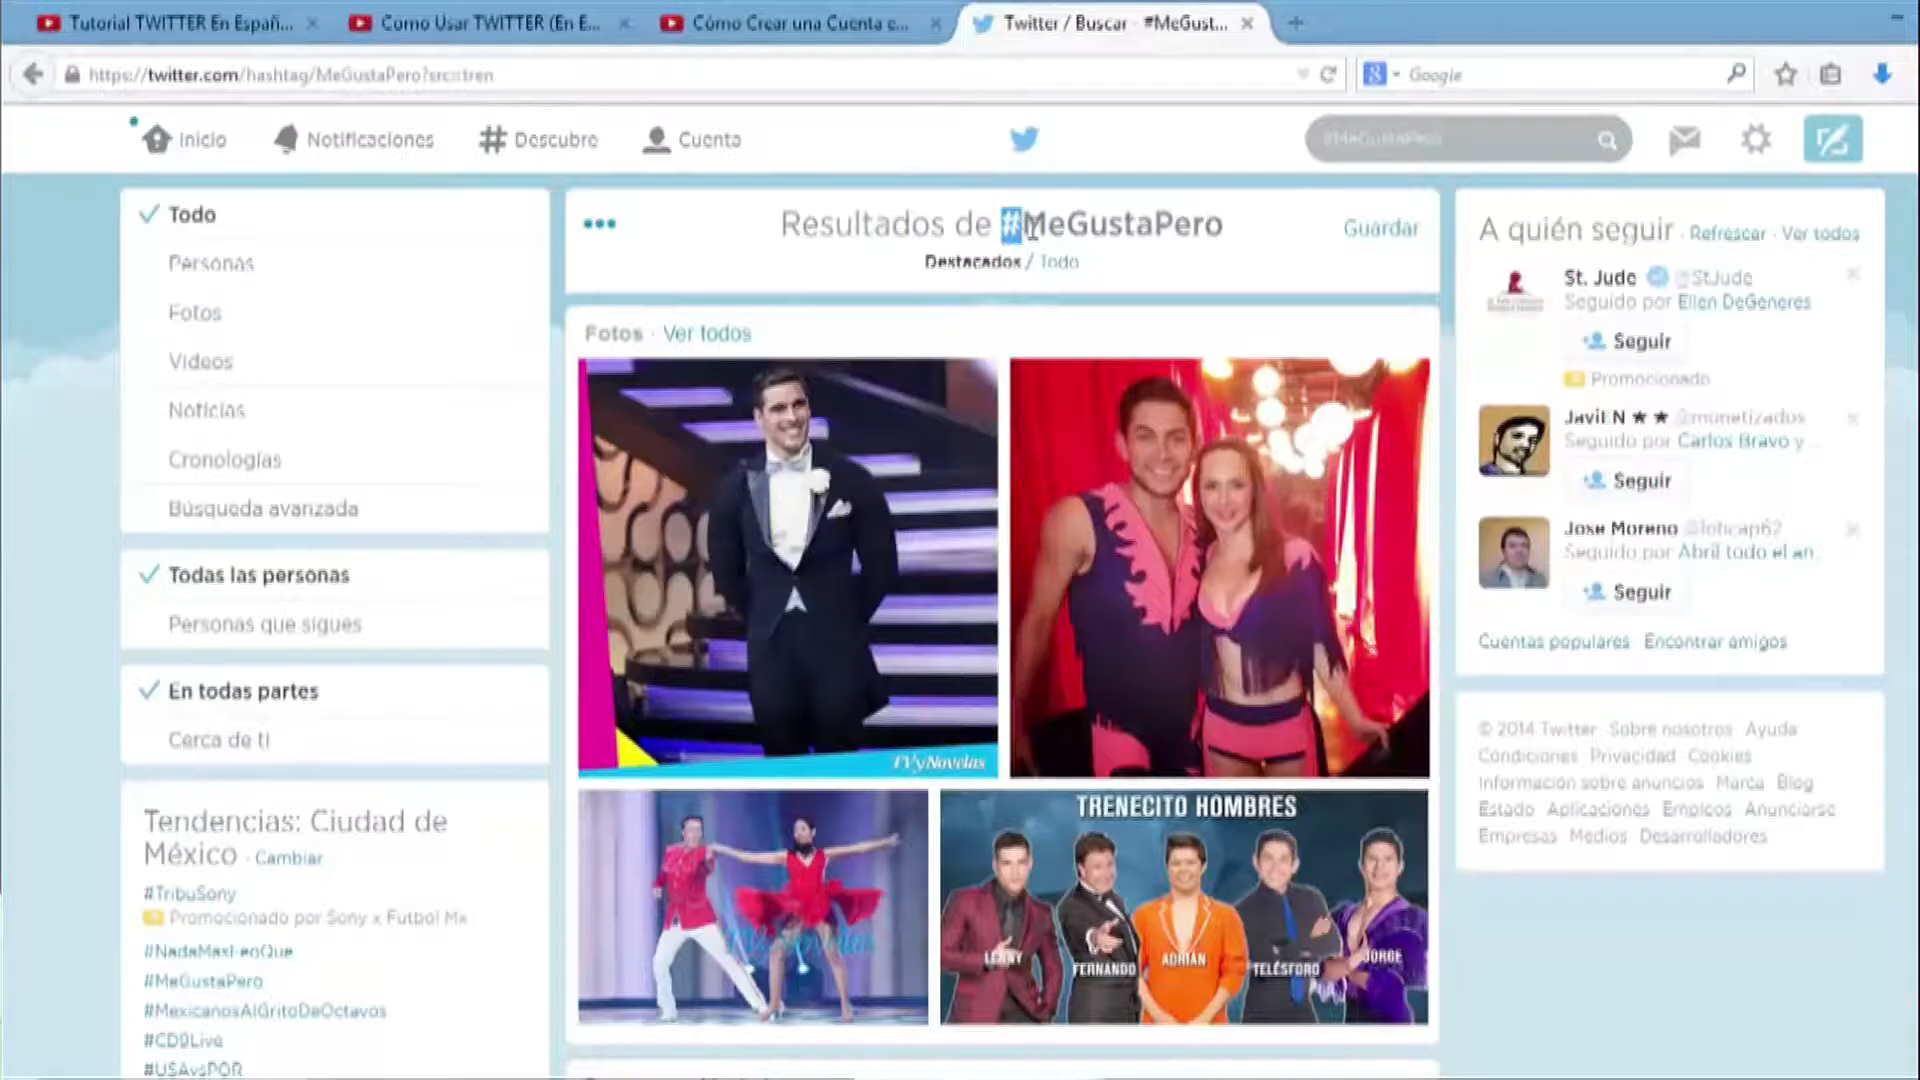 Tutorial TWITTER En Españ...
Como Usar TWITTER (En E...
Cómo Crear una Cuenta e...
Twitter / Buscar - #MeGust...
https://twitter.com/hashtag/MeGustaPero?src=tren
Google
Inicio
Notificaciones
Descubre
Cuenta
#MeGustaPero
Todo
Personas
Fotos
Videos
Noticias
Cronologías
Búsqueda avanzada
Todas las personas
Personas que sigues
En todas partes
Cerca de ti
Tendencias: Ciudad de
México · Cambiar
#TribuSony
Promocionado por Sony x Futbol Mx
#MeGustaPero
#MexicanosAlGritoDeOctavos
#CD9Live
#USAvsPOR
Resultados de #MeGustaPero
Guardar
Destacados / Todo
Fotos · Ver todos
TVyNovelas
TVyNovelas
TRENECITO HOMBRES
LENNY
FERNANDO
ADRIÁN
TELÉSFORO
JORGE
A quién seguir · Refrescar · Ver todos
St. Jude @StJude
Seguido por Ellen DeGeneres
Seguir
Promocionado
Javil N ★ ★ @monetizados
Seguido por Carlos Bravo y ...
Seguir
Jose Moreno
Seguido por Abril todo el an...
Seguir
Cuentas populares · Encontrar amigos
© 2014 Twitter Sobre nosotros Ayuda
Condiciones Privacidad Cookies
Información sobre anuncios Marca Blog
Estado Aplicaciones Empleos Anunciarse
Empresas Medios Desarrolladores